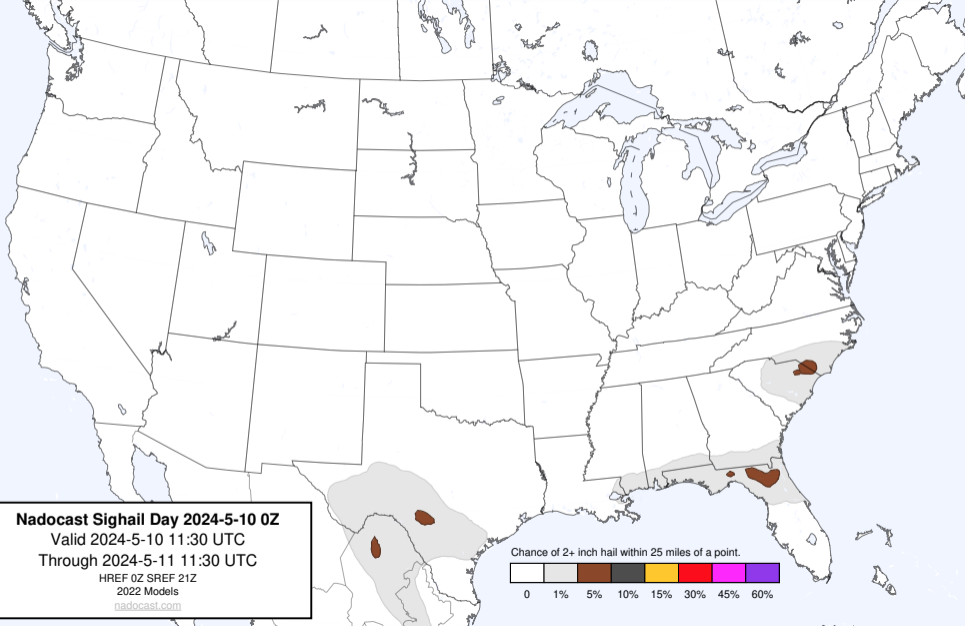 Nadocast Sighail Day 2024-5-10 0Z
Valid 2024-5-10 11:30 UTC
Through 2024-5-11 11:30 UTC
HREF 0Z SREF 21Z
2022 Models
nadocast.com
Chance of 2+ inch hail within 25 miles of a point.
0 1% 5% 10% 15% 30% 45% 60%